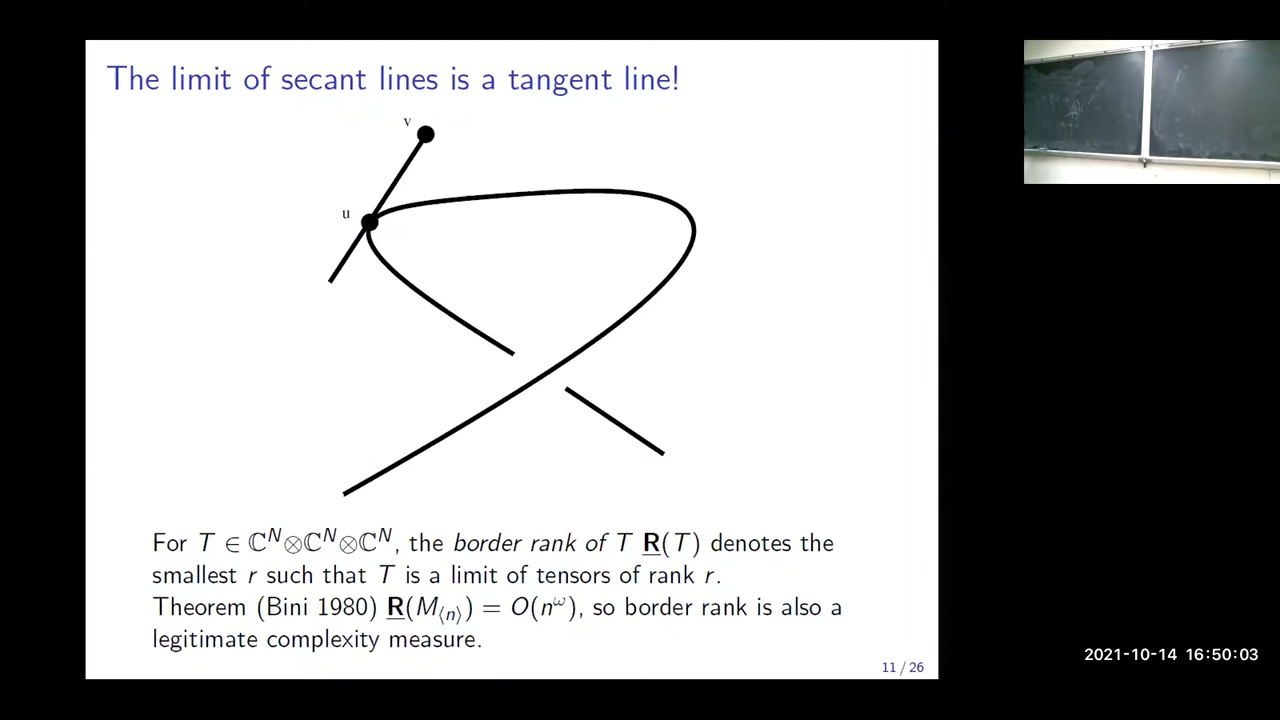 The limit of secant lines is a tangent line!
v
u
For T ∈ ℂᴺ⊗ℂᴺ⊗ℂᴺ, the border rank of T R̲(T) denotes the
smallest r such that T is a limit of tensors of rank r.
Theorem (Bini 1980) R̲(M⟨n⟩) = O(n^ω), so border rank is also a
legitimate complexity measure.
11 / 26
2021-10-14 16:50:03